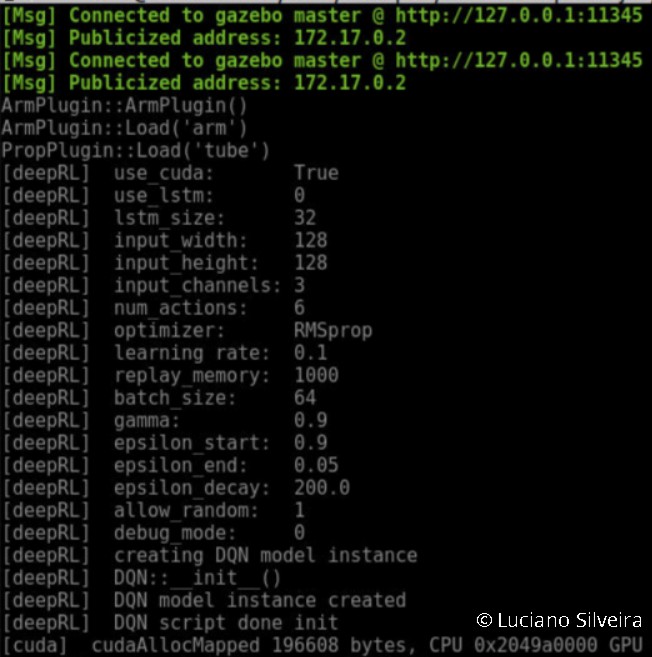 [Msg] Connected to gazebo master @ http://127.0.0.1:11345
[Msg] Publicized address: 172.17.0.2
[Msg] Connected to gazebo master @ http://127.0.0.1:11345
[Msg] Publicized address: 172.17.0.2
ArmPlugin::ArmPlugin()
ArmPlugin::Load('arm')
PropPlugin::Load('tube')
[deepRL]  use_cuda:       True
[deepRL]  use_lstm:       0
[deepRL]  lstm_size:      32
[deepRL]  input_width:    128
[deepRL]  input_height:   128
[deepRL]  input_channels: 3
[deepRL]  num_actions:    6
[deepRL]  optimizer:      RMSprop
[deepRL]  learning rate:  0.1
[deepRL]  replay_memory:  1000
[deepRL]  batch_size:     64
[deepRL]  gamma:          0.9
[deepRL]  epsilon_start:  0.9
[deepRL]  epsilon_end:    0.05
[deepRL]  epsilon_decay:  200.0
[deepRL]  allow_random:   1
[deepRL]  debug_mode:     0
[deepRL]  creating DQN model instance
[deepRL]  DQN::__init__()
[deepRL]  DQN model instance created
[deepRL]  DQN script done init
[cuda]  cudaAllocMapped 196608 bytes, CPU 0x2049a0000 GPU
© Luciano Silveira